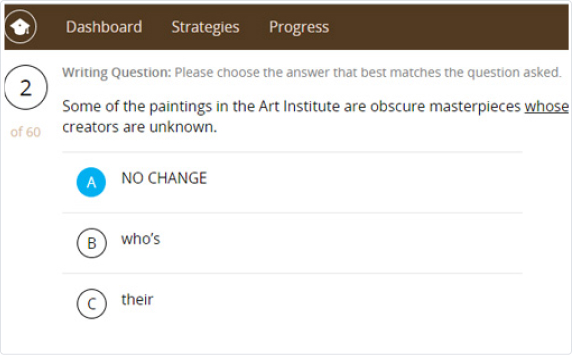 Dashboard Strategies Progress
2
of 60
Writing Question: Please choose the answer that best matches the question asked.
Some of the paintings in the Art Institute are obscure masterpieces whose
creators are unknown.
A NO CHANGE
B who's
C their